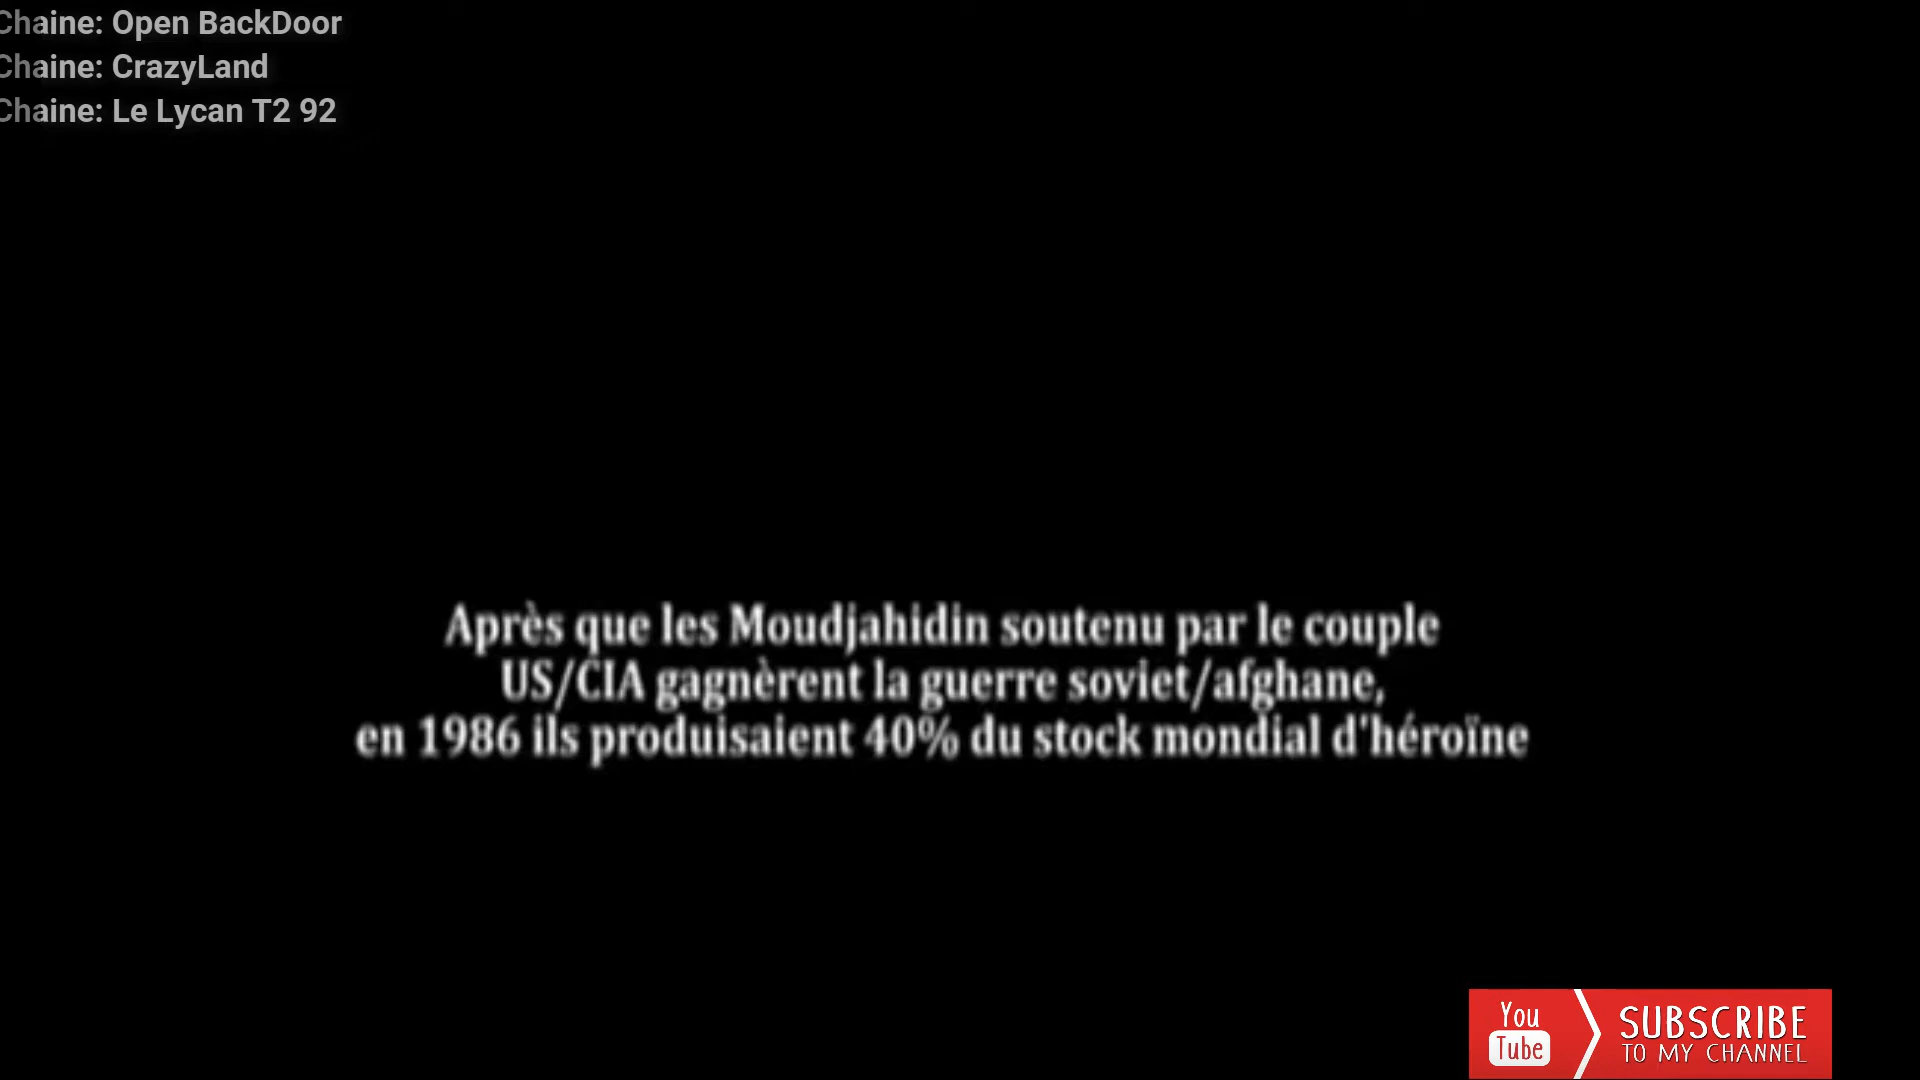 Chaine: Open BackDoor
Chaine: CrazyLand
Chaine: Le Lycan T2 92
Après que les Moudjahidin soutenu par le couple
US/CIA gagnèrent la guerre soviet/afghane,
en 1986 ils produisaient 40% du stock mondial d'héroïne
You
Tube
SUBSCRIBE
TO MY CHANNEL